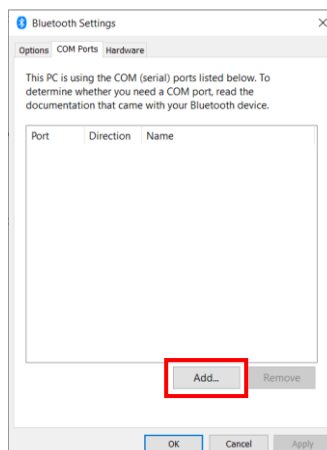 Bluetooth Settings
Options COM Ports Hardware
This PC is using the COM (serial) ports listed below. To
determine whether you need a COM port, read the
documentation that came with your Bluetooth device.
Port Direction Name
Add... Remove
OK Cancel Apply